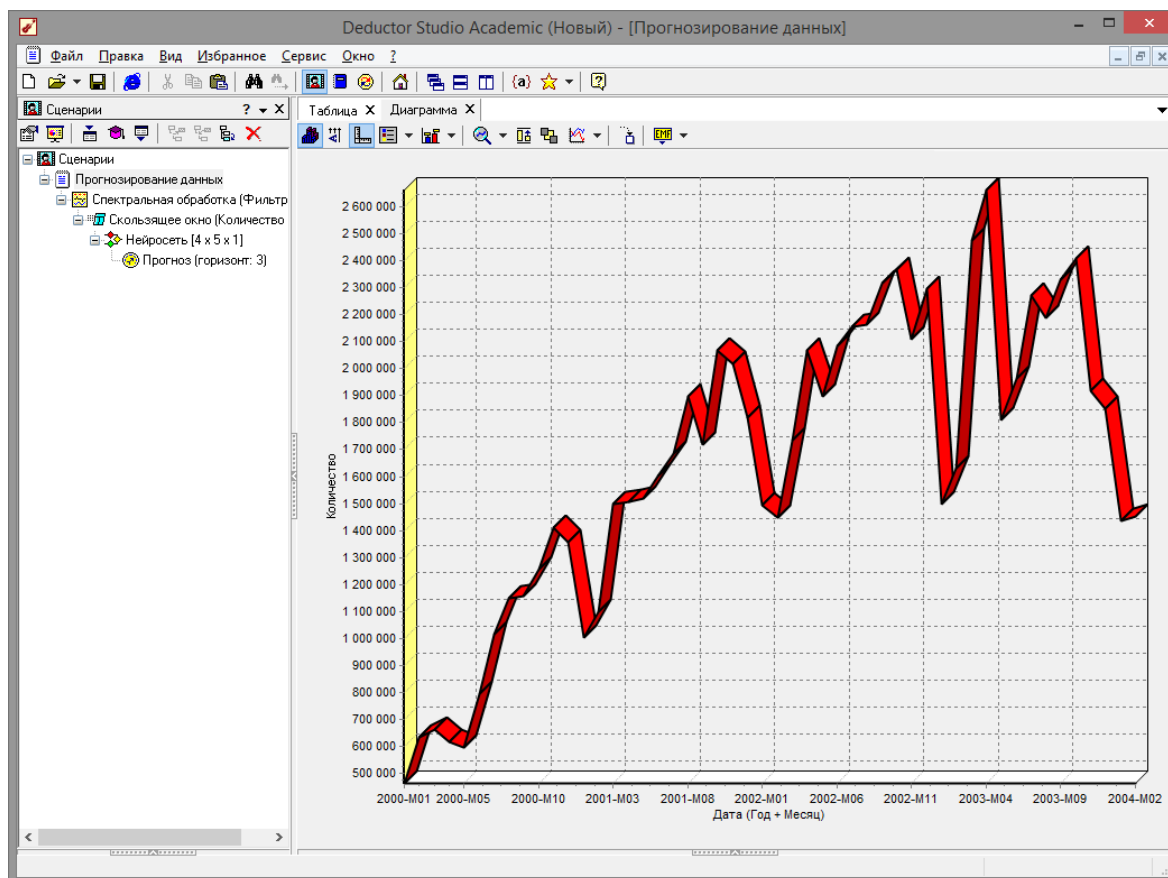 Deductor Studio Academic (Новый) - [Прогнозирование данных]
Файл Правка Вид Избранное Сервис Окно ?
Сценарии
Таблица X Диаграмма X
Сценарии
Прогнозирование данных
Спектральная обработка (Фильтр
Скользящее окно (Количество
Нейросеть [4 x 5 x 1]
Прогноз (горизонт: 3)
2 600 000
2 500 000
2 400 000
2 300 000
2 200 000
2 100 000
2 000 000
1 900 000
1 800 000
1 700 000
1 600 000
1 500 000
1 400 000
1 300 000
1 200 000
1 100 000
1 000 000
900 000
800 000
700 000
600 000
500 000
Количество
2000-M01 2000-M05 2000-M10 2001-M03 2001-M08 2002-M01 2002-M06 2002-M11 2003-M04 2003-M09 2004-M02
Дата (Год + Месяц)